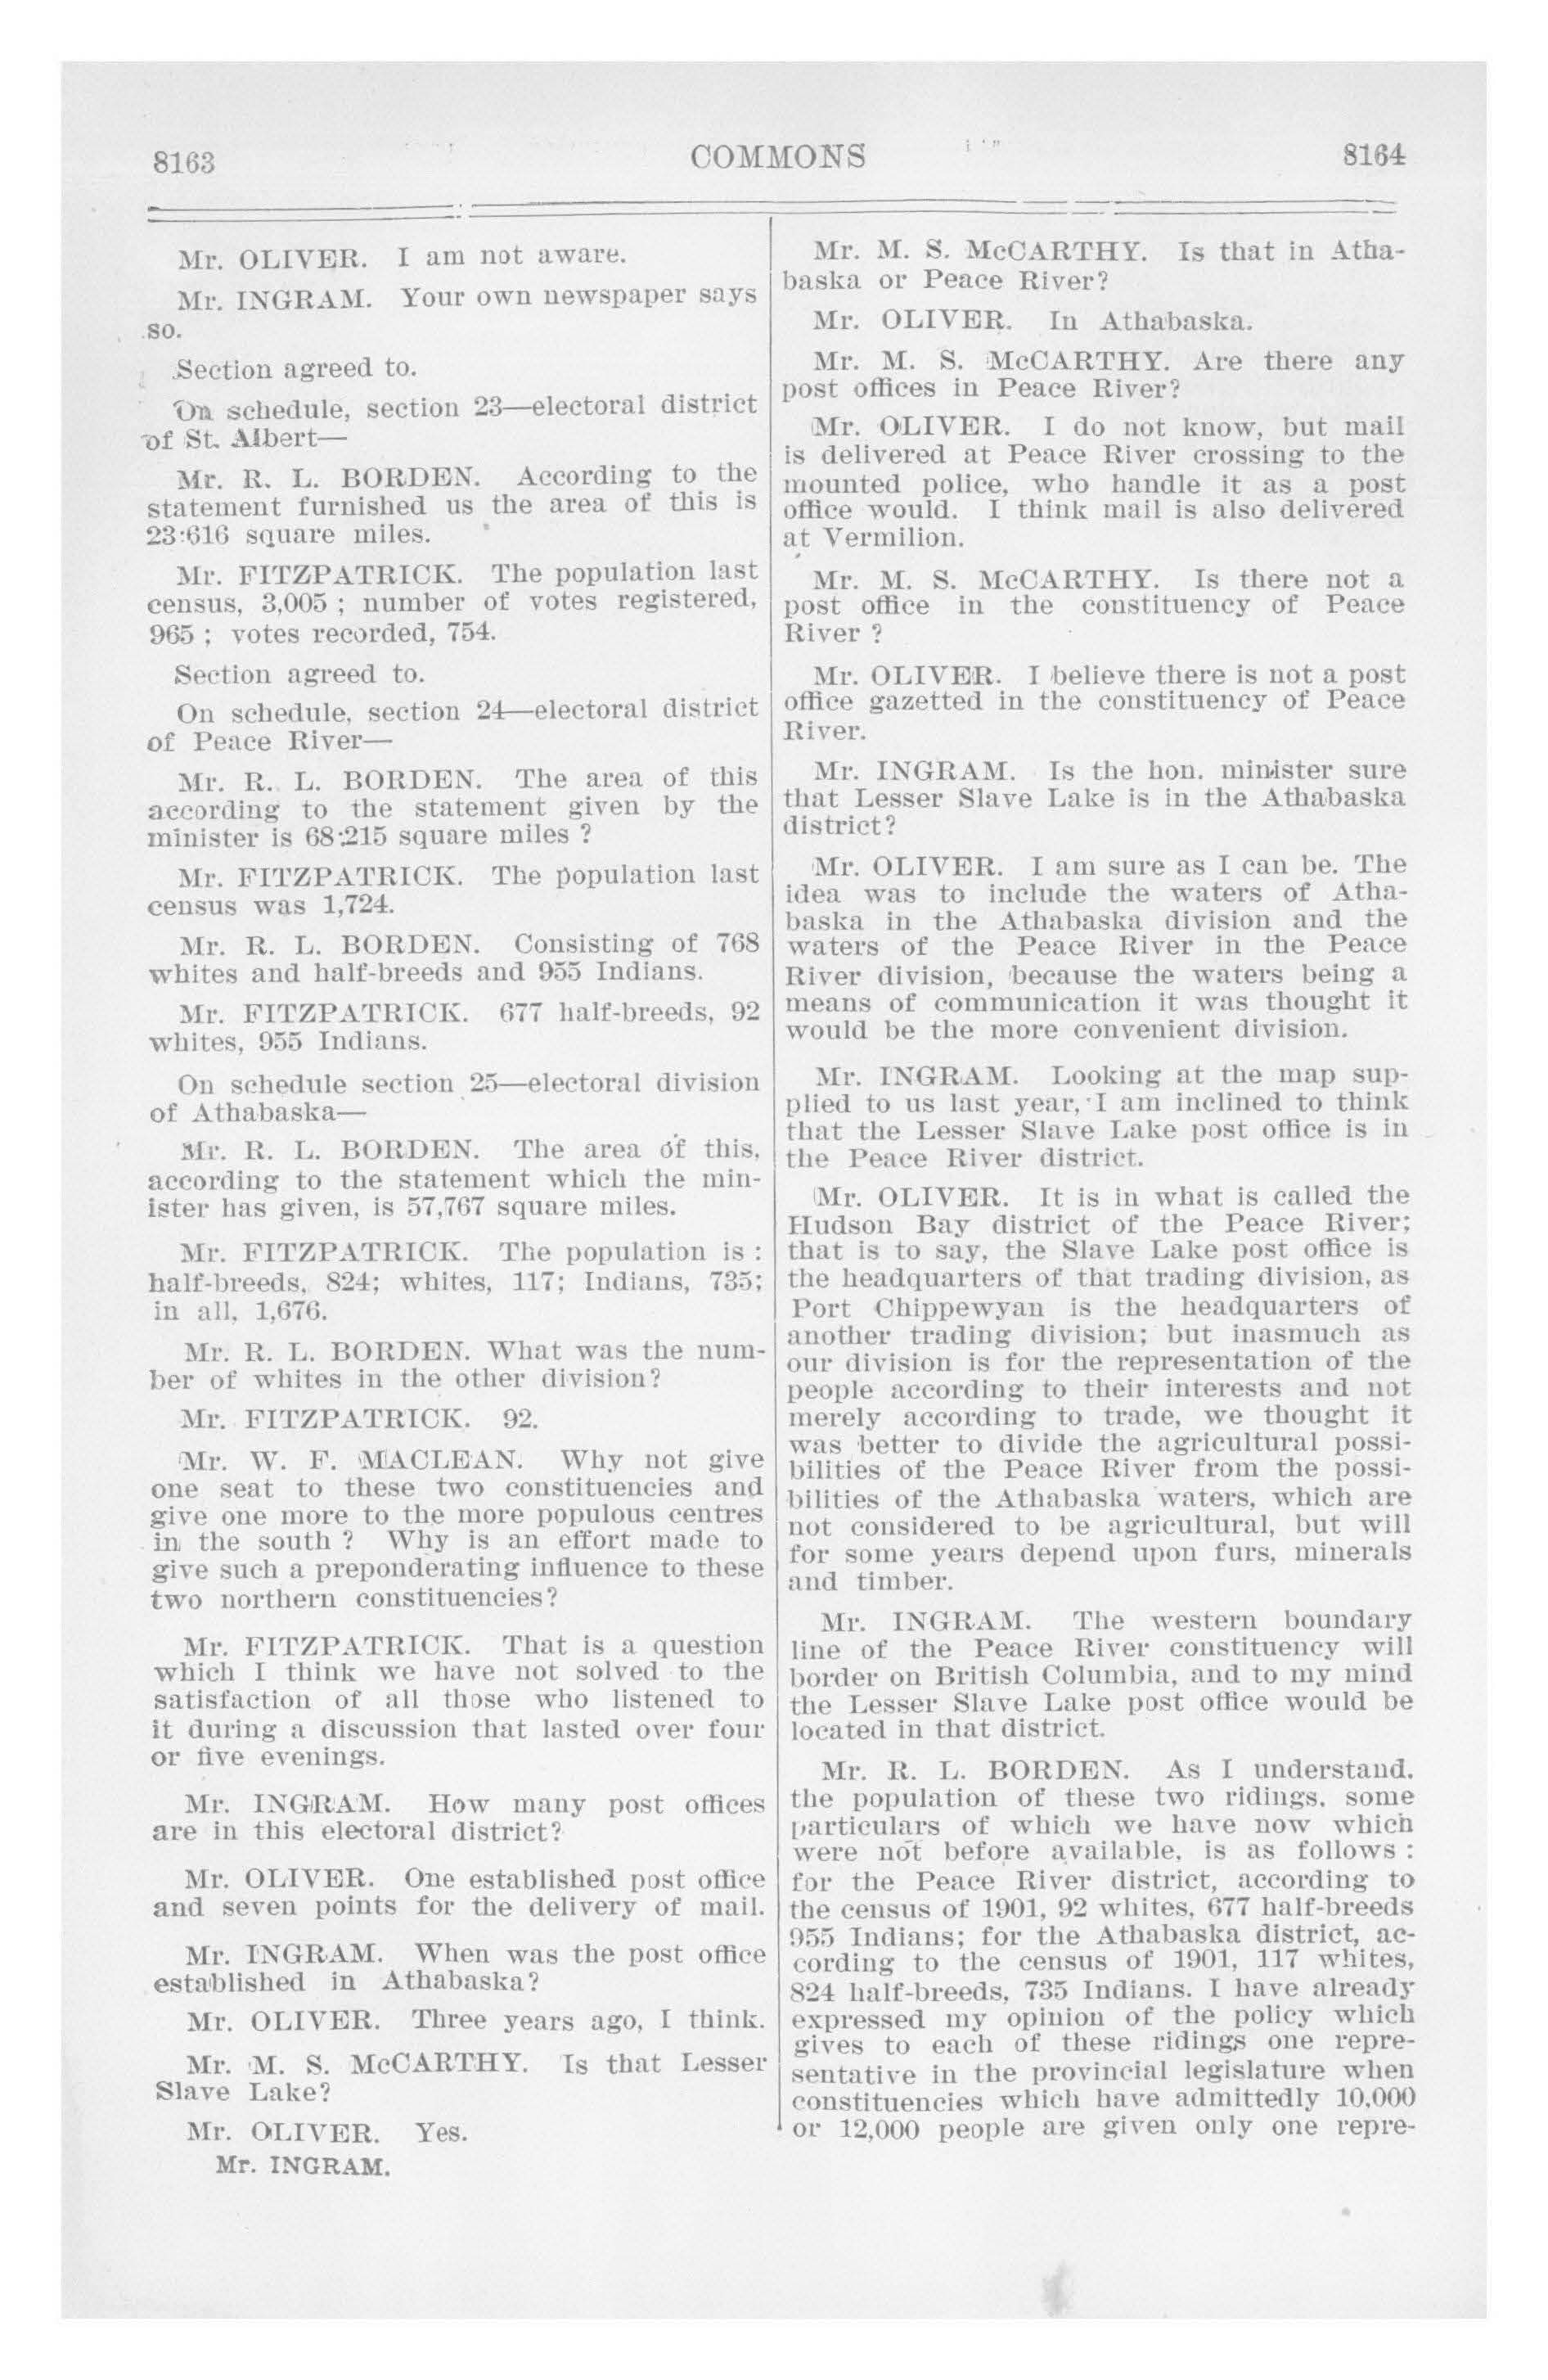 8163
COMMONS
8164
Mr. OLIVER. I am not aware.
Mr. INGRAM. Your own newspaper says
so.
Section agreed to.
On schedule, section 23—electoral district
of St. Albert—
Mr. R. L. BORDEN. According to the
statement furnished us the area of this is
23:616 square miles.
Mr. FITZPATRICK. The population last
census, 3,005 ; number of votes registered,
965 ; votes recorded, 754.
Section agreed to.
On schedule, section 24—electoral district
of Peace River—
Mr. R. L. BORDEN. The area of this
according to the statement given by the
minister is 68:215 square miles ?
Mr. FITZPATRICK. The population last
census was 1,724.
Mr. R. L. BORDEN. Consisting of 768
whites and half-breeds and 955 Indians.
Mr. FITZPATRICK. 677 half-breeds, 92
whites, 955 Indians.
On schedule section 25—electoral division
of Athabaska—
Mr. R. L. BORDEN. The area of this,
according to the statement which the min-
ister has given, is 57,767 square miles.
Mr. FITZPATRICK. The population is :
half-breeds, 824; whites, 117; Indians, 735;
in all, 1,676.
Mr. R. L. BORDEN. What was the num-
ber of whites in the other division?
Mr. FITZPATRICK. 92.
Mr. W. F. MACLEAN. Why not give
one seat to these two constituencies and
give one more to the more populous centres
in the south ? Why is an effort made to
give such a preponderating influence to these
two northern constituencies?
Mr. FITZPATRICK. That is a question
which I think we have not solved to the
satisfaction of all those who listened to
it during a discussion that lasted over four
or five evenings.
Mr. INGRAM. How many post offices
are in this electoral district?
Mr. OLIVER. One established post office
and seven points for the delivery of mail.
Mr. INGRAM. When was the post office
established in Athabaska?
Mr. OLIVER. Three years ago, I think.
Mr. M. S. McCARTHY. Is that Lesser
Slave Lake?
Mr. OLIVER. Yes.
Mr. INGRAM.
Mr. M. S. McCARTHY. Is that in Atha-
baska or Peace River?
Mr. OLIVER. In Athabaska.
Mr. M. S. McCARTHY. Are there any
post offices in Peace River?
Mr. OLIVER. I do not know, but mail
is delivered at Peace River crossing to the
mounted police, who handle it as a post
office would. I think mail is also delivered
at Vermilion.
Mr. M. S. McCARTHY. Is there not a
post office in the constituency of Peace
River ?
Mr. OLIVER. I believe there is not a post
office gazetted in the constituency of Peace
River.
Mr. INGRAM. Is the hon. minister sure
that Lesser Slave Lake is in the Athabaska
district?
Mr. OLIVER. I am sure as I can be. The
idea was to include the waters of Atha-
baska in the Athabaska division and the
waters of the Peace River in the Peace
River division, because the waters being a
means of communication it was thought it
would be the more convenient division.
Mr. INGRAM. Looking at the map sup-
plied to us last year, I am inclined to think
that the Lesser Slave Lake post office is in
the Peace River district.
Mr. OLIVER. It is in what is called the
Hudson Bay district of the Peace River;
that is to say, the Slave Lake post office is
the headquarters of that trading division, as
Port Chippewyan is the headquarters of
another trading division; but inasmuch as
our division is for the representation of the
people according to their interests and not
merely according to trade, we thought it
was better to divide the agricultural possi-
bilities of the Peace River from the possi-
bilities of the Athabaska waters, which are
not considered to be agricultural, but will
for some years depend upon furs, minerals
and timber.
Mr. INGRAM. The western boundary
line of the Peace River constituency will
border on British Columbia, and to my mind
the Lesser Slave Lake post office would be
located in that district.
Mr. R. L. BORDEN. As I understand,
the population of these two ridings, some
particulars of which we have now which
were not before available, is as follows :
for the Peace River district, according to
the census of 1901, 92 whites, 677 half-breeds
955 Indians; for the Athabaska district, ac-
cording to the census of 1901, 117 whites,
824 half-breeds, 735 Indians. I have already
expressed my opinion of the policy which
gives to each of these ridings one repre-
sentative in the provincial legislature when
constituencies which have admittedly 10,000
or 12,000 people are given only one repre-